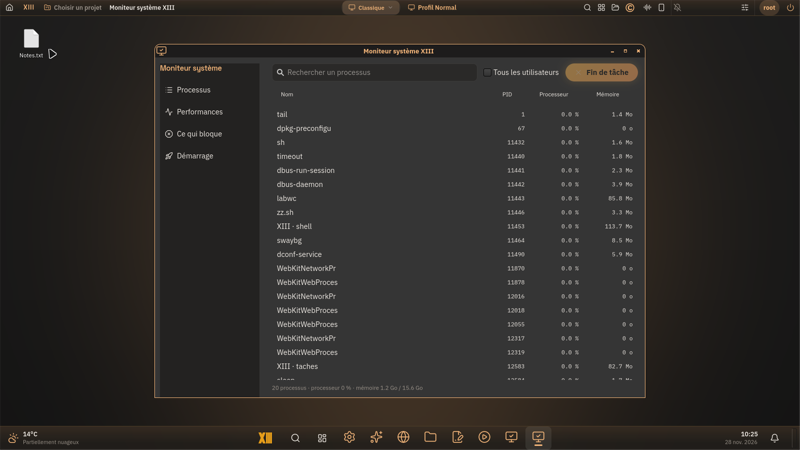 XIII
Choisir un projet
Moniteur système XIII
Classique
Profil Normal
root
Notes.txt
Moniteur système XIII
Moniteur système
Processus
Performances
Ce qui bloque
Démarrage
Rechercher un processus
Tous les utilisateurs
Fin de tâche
Nom PID Processeur Mémoire
tail 1 0.0 % 1.4 Mo
dpkg-preconfigu 67 0.0 % 0 o
sh 11432 0.0 % 1.6 Mo
timeout 11440 0.0 % 1.8 Mo
dbus-run-session 11441 0.0 % 2.3 Mo
dbus-daemon 11442 0.0 % 3.9 Mo
labwc 11443 0.0 % 85.8 Mo
zz.sh 11446 0.0 % 3.3 Mo
XIII · shell 11453 0.0 % 113.7 Mo
swaybg 11464 0.0 % 8.5 Mo
dconf-service 11490 0.0 % 5.9 Mo
WebKitNetworkPr 11870 0.0 % 0 o
WebKitWebProces 11878 0.0 % 0 o
WebKitNetworkPr 12016 0.0 % 0 o
WebKitWebProces 12018 0.0 % 0 o
WebKitWebProces 12055 0.0 % 0 o
WebKitNetworkPr 12317 0.0 % 0 o
WebKitWebProces 12319 0.0 % 0 o
XIII · taches 12583 0.0 % 82.7 Mo
20 processus · processeur 0 % · mémoire 1.2 Go / 15.6 Go
14°C
Partiellement nuageux
XIII
10:25
28 nov. 2026